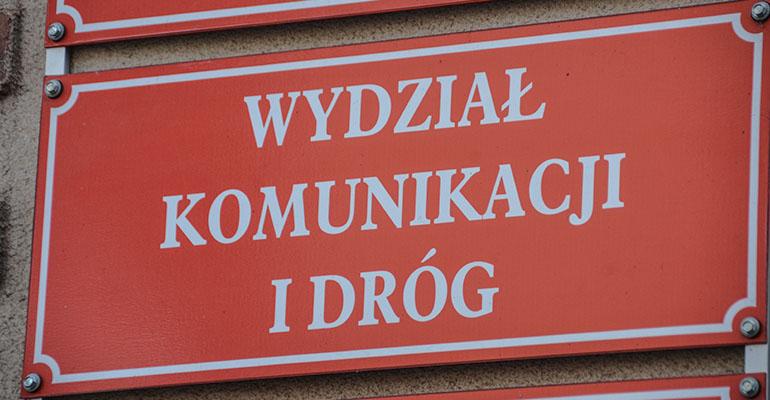 WYDZIAŁ
KOMUNIKACJI
I DRÓG